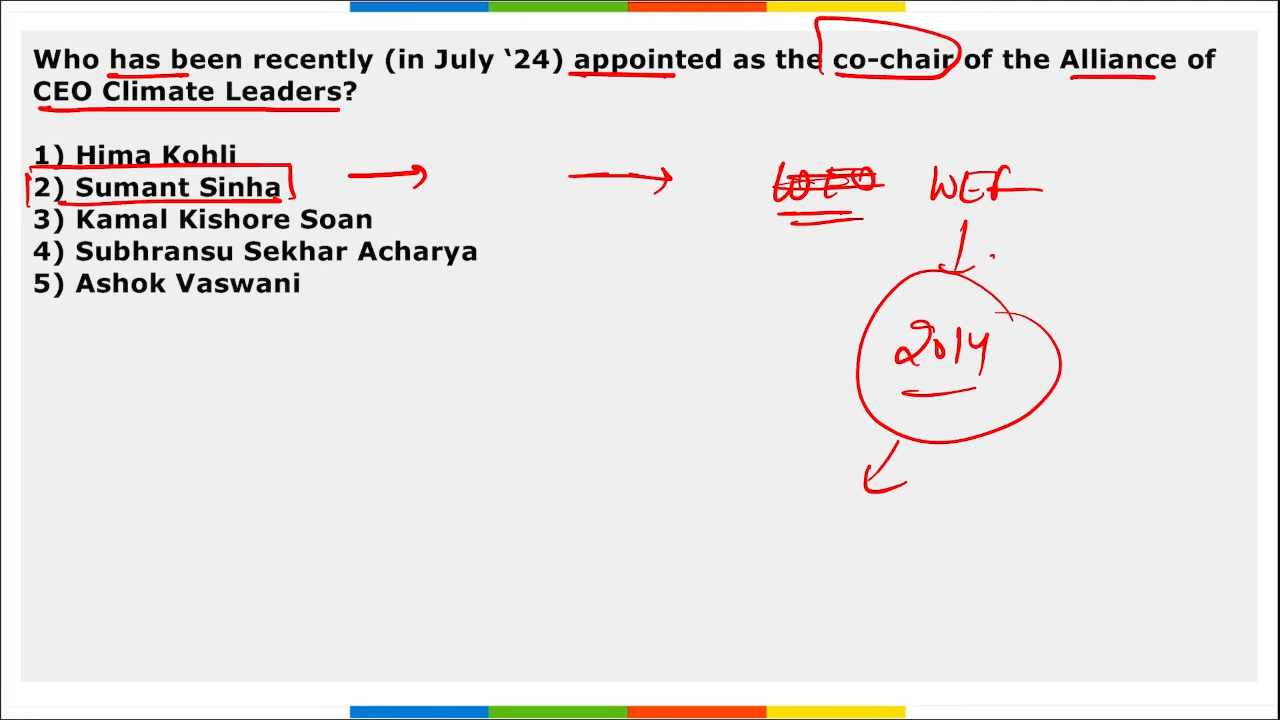 Who has been recently (in July ‘24) appointed as the co-chair of the Alliance of
CEO Climate Leaders?
1) Hima Kohli
2) Sumant Sinha
3) Kamal Kishore Soan
4) Subhransu Sekhar Acharya
5) Ashok Vaswani
WEF
2014